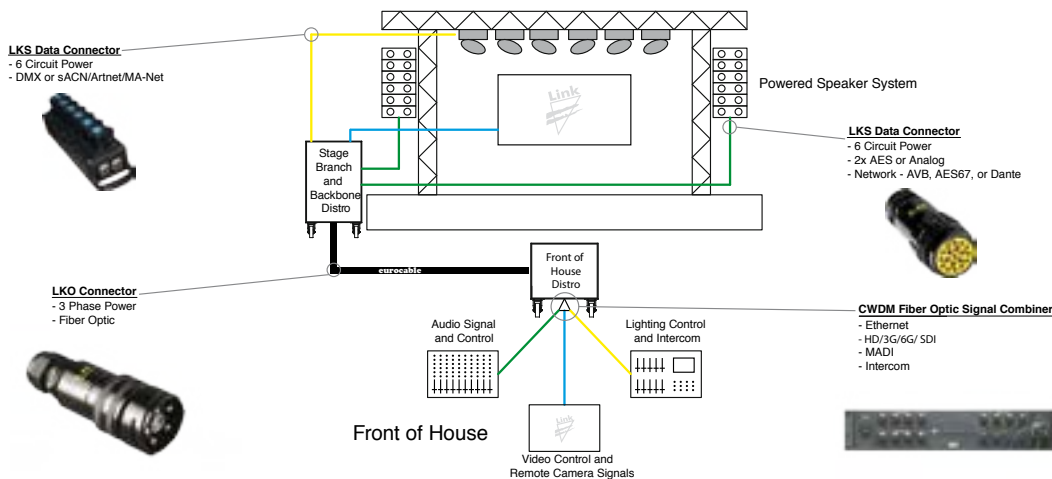 LKS Data Connector
- 6 Circuit Power
- DMX or sACN/Artnet/MA-Net
Link
Powered Speaker System
LKS Data Connector
- 6 Circuit Power
- 2x AES or Analog
- Network - AVB, AES67, or Dante
Stage
Branch
and
Backbone
Distro
eurocable
Front of
House
Distro
LKO Connector
- 3 Phase Power
- Fiber Optic
CWDM Fiber Optic Signal Combiner
- Ethernet
- HD/3G/6G/ SDI
- MADI
- Intercom
Audio Signal
and Control
Lighting Control
and Intercom
Front of House
Link
Video Control and
Remote Camera Signals